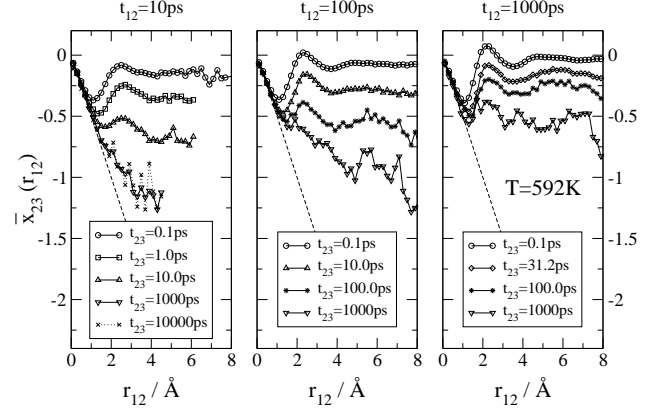 t₁₂=10ps
t₁₂=100ps
t₁₂=1000ps
0
-0.5
-1
-1.5
-2
0
-0.5
-1
-1.5
-2
x̄₂₃ (r₁₂)
T=592K
t₂₃=0.1ps
t₂₃=1.0ps
t₂₃=10.0ps
t₂₃=1000ps
t₂₃=10000ps
t₂₃=0.1ps
t₂₃=10.0ps
t₂₃=100.0ps
t₂₃=1000ps
t₂₃=0.1ps
t₂₃=31.2ps
t₂₃=100.0ps
t₂₃=1000ps
0 2 4 6 8
0 2 4 6 8
0 2 4 6 8
r₁₂ / Å
r₁₂ / Å
r₁₂ / Å